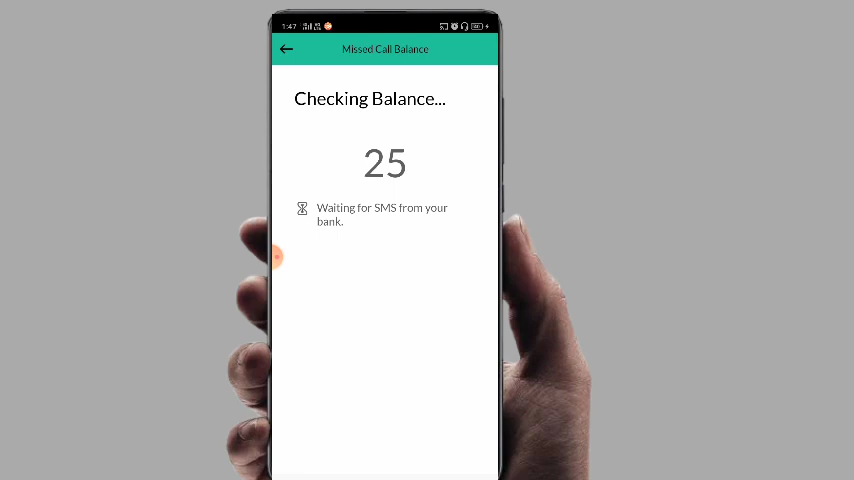 1:47
Missed Call Balance
Checking Balance...
25
Waiting for SMS from your
bank.